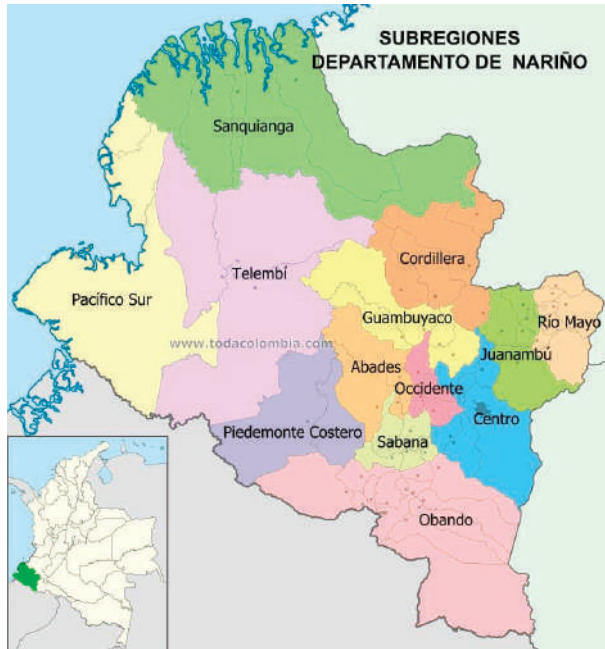 SUBREGIONES
DEPARTAMENTO DE NARIÑO
Sanquianga
Cordillera
Telembí
Pacífico Sur
Guambuyaco
Río Mayo
www.todacolombia.com
Juanambú
Abades
Occidente
Centro
Piedemonte Costero
Sabana
Obando